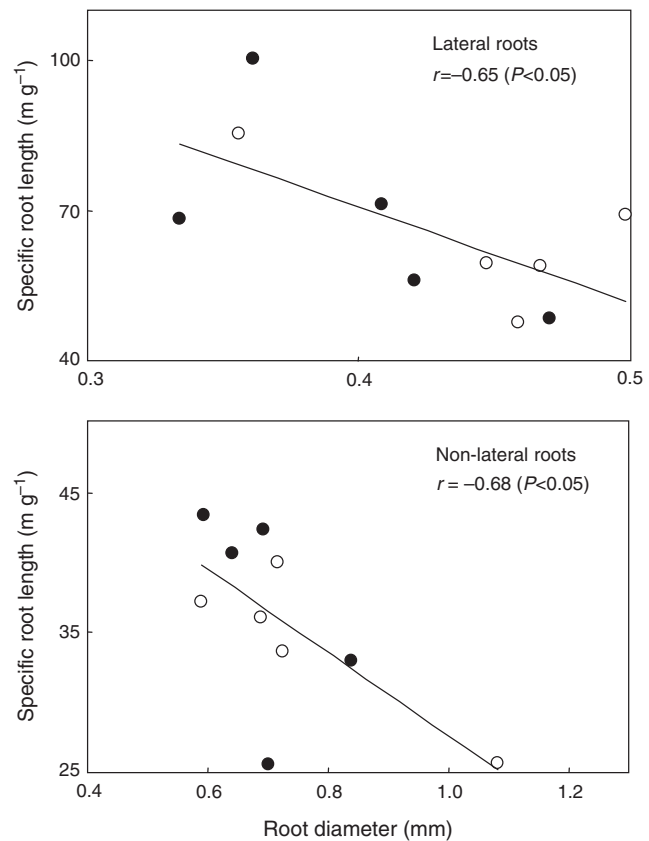 Specific root length (m g⁻¹)
100
70
40
Lateral roots
r=–0.65 (P<0.05)
0.3
0.4
0.5
Specific root length (m g⁻¹)
45
35
25
Non-lateral roots
r = –0.68 (P<0.05)
0.4
0.6
0.8
1.0
1.2
Root diameter (mm)